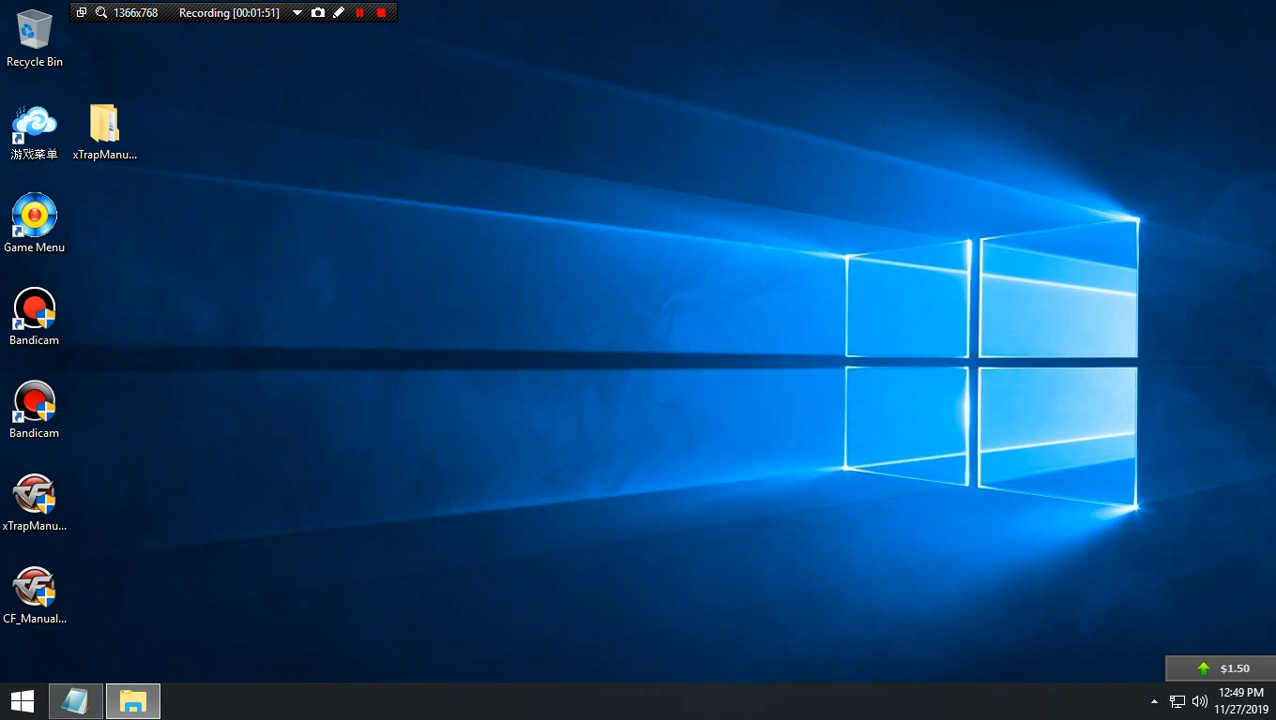 1366x768 Recording [00:01:51]
Recycle Bin
游戏菜单
xTrapManu...
Game Menu
Bandicam
Bandicam
xTrapManu...
CF_Manual...
$1.50
12:49 PM
11/27/2019